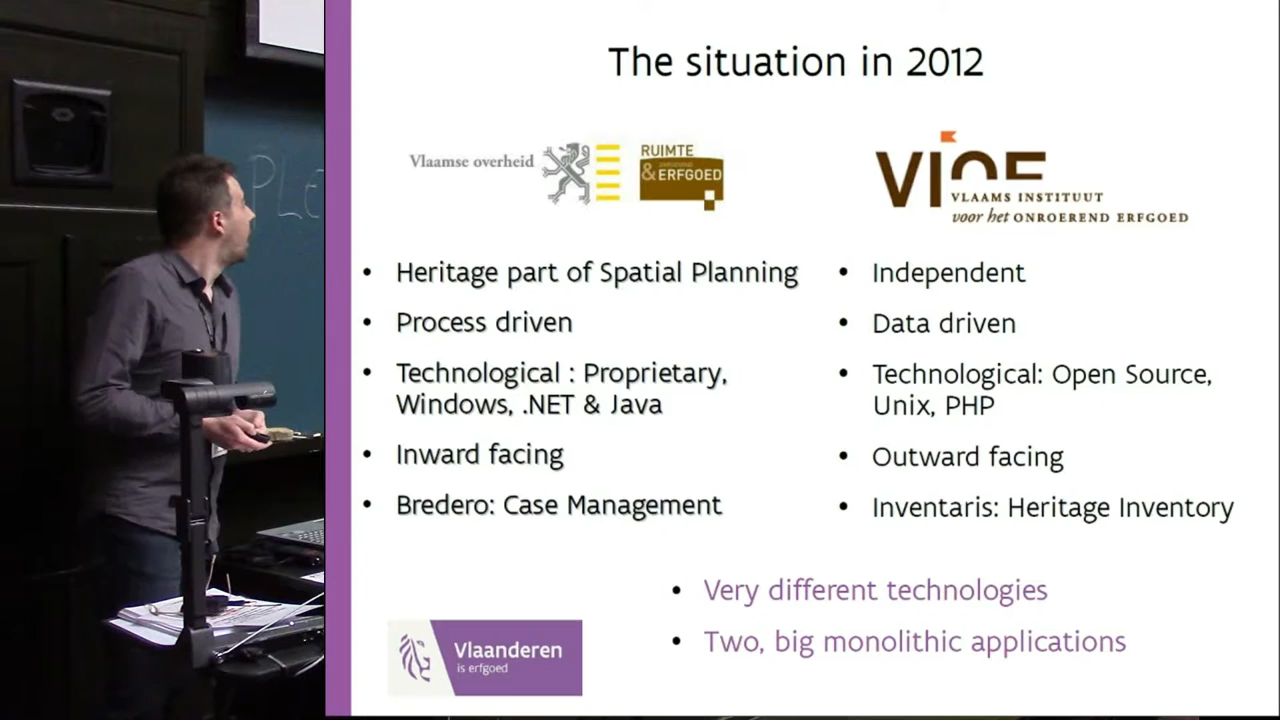 The situation in 2012
Vlaamse overheid
RUIMTE
& ERFGOED
VIOE
VLAAMS INSTITUUT
voor het ONROEREND ERFGOED
• Heritage part of Spatial Planning
• Process driven
• Technological : Proprietary,
Windows, .NET & Java
• Inward facing
• Bredero: Case Management
• Independent
• Data driven
• Technological: Open Source,
Unix, PHP
• Outward facing
• Inventaris: Heritage Inventory
• Very different technologies
• Two, big monolithic applications
Vlaanderen
is erfgoed
PLE